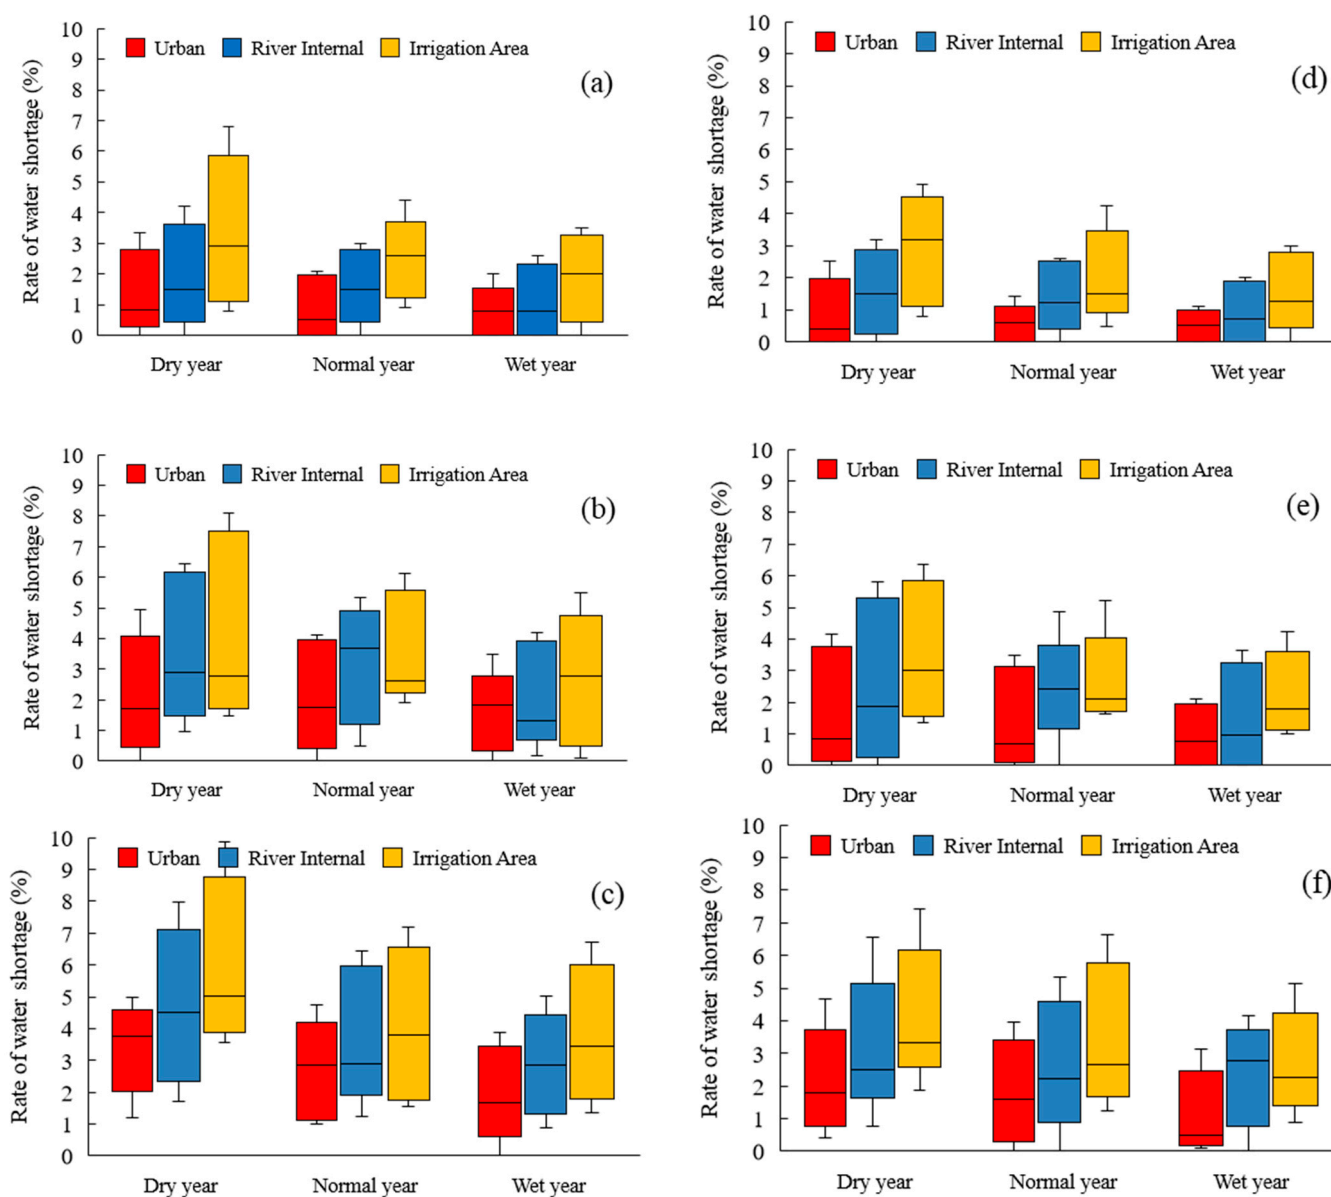 Rate of water shortage (%)
10
9
8
7
6
5
4
3
2
1
0
Urban River Internal Irrigation Area
(a)
Dry year Normal year Wet year
Rate of water shortage (%)
10
9
8
7
6
5
4
3
2
1
0
Urban River Internal Irrigation Area
(d)
Dry year Normal year Wet year
Rate of water shortage (%)
10
9
8
7
6
5
4
3
2
1
0
Urban River Internal Irrigation Area
(b)
Dry year Normal year Wet year
Rate of water shortage (%)
10
9
8
7
6
5
4
3
2
1
0
Urban River Internal Irrigation Area
(e)
Dry year Normal year Wet year
Rate of water shortage (%)
10
9
8
7
6
5
4
3
2
1
0
Urban River Internal Irrigation Area
(c)
Dry year Normal year Wet year
Rate of water shortage (%)
10
9
8
7
6
5
4
3
2
1
0
Urban River Internal Irrigation Area
(f)
Dry year Normal year Wet year